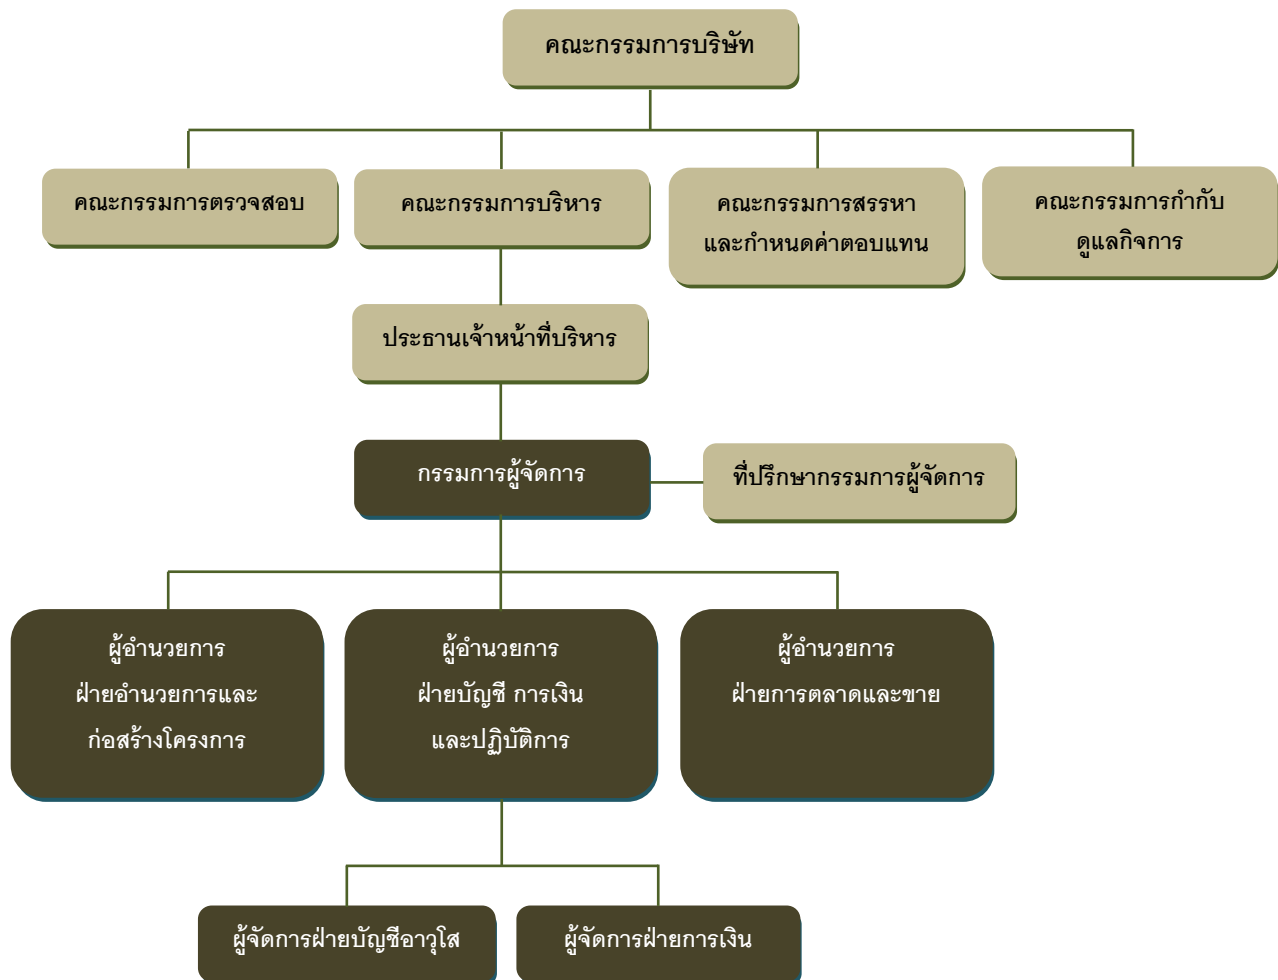 คณะกรรมการบริษัท
คณะกรรมการตรวจสอบ
คณะกรรมการบริหาร
คณะกรรมการสรรหา
และกำหนดค่าตอบแทน
คณะกรรมการกำกับ
ดูแลกิจการ
ประธานเจ้าหน้าที่บริหาร
กรรมการผู้จัดการ
ที่ปรึกษากรรมการผู้จัดการ
ผู้อำนวยการ
ฝ่ายอำนวยการและ
ก่อสร้างโครงการ
ผู้อำนวยการ
ฝ่ายบัญชี การเงิน
และปฏิบัติการ
ผู้อำนวยการ
ฝ่ายการตลาดและขาย
ผู้จัดการฝ่ายบัญชีอาวุโส
ผู้จัดการฝ่ายการเงิน